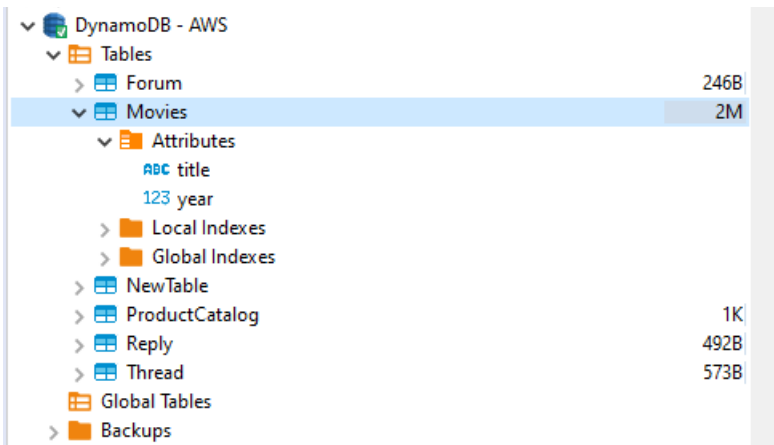 DynamoDB - AWS
Tables
Forum 246B
Movies 2M
Attributes
ABC title
123 year
Local Indexes
Global Indexes
NewTable
ProductCatalog 1K
Reply 492B
Thread 573B
Global Tables
Backups